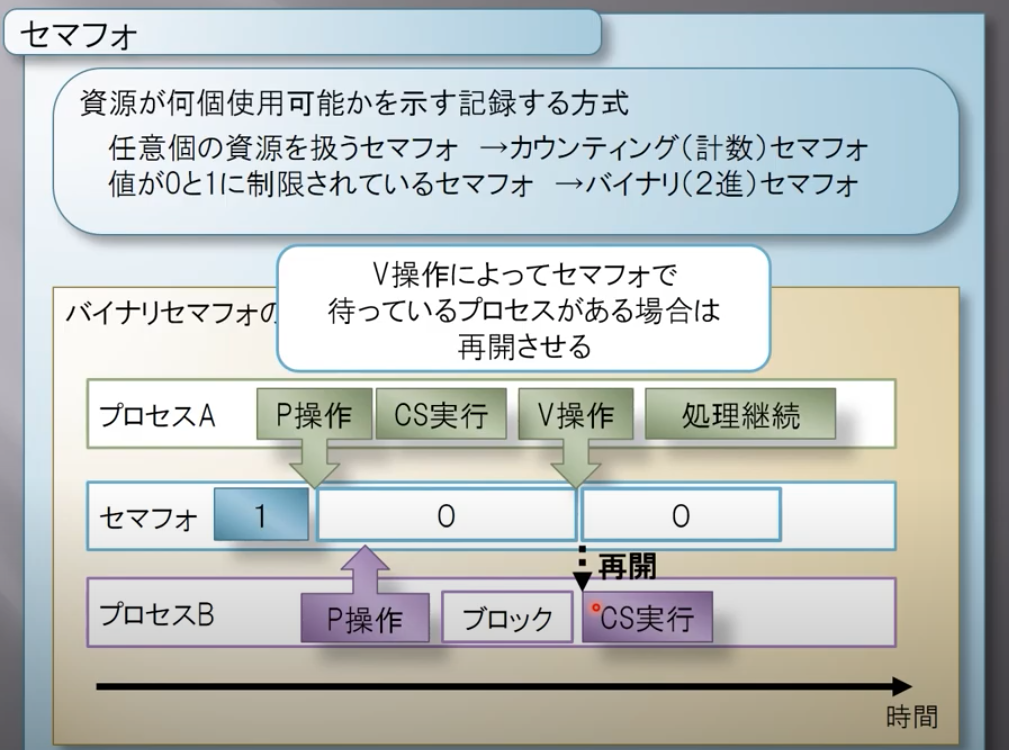 セマフォ
資源が何個使用可能かを示す記録する方式
任意個の資源を扱うセマフォ →カウンティング(計数)セマフォ
値が0と1に制限されているセマフォ →バイナリ(2進)セマフォ
V操作によってセマフォで
待っているプロセスがある場合は
再開させる
バイナリセマフォの
プロセスA P操作 CS実行 V操作 処理継続
セマフォ 1 0 0
再開
プロセスB P操作 ブロック CS実行
時間